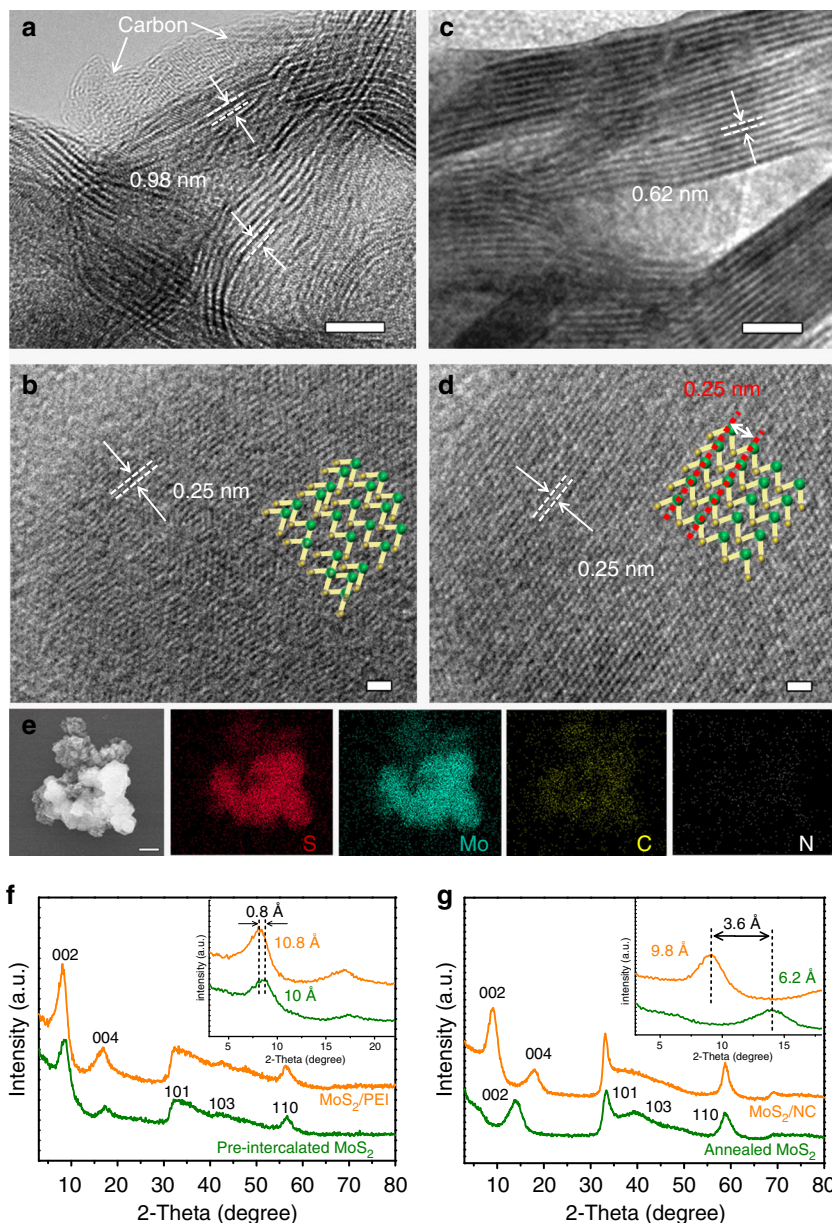 a
Carbon
0.98 nm
c
0.62 nm
b
0.25 nm
d
0.25 nm
0.25 nm
e
S
Mo
C
N
f
Intensity (a.u.)
002
004
101
103
110
MoS2/PEI
Pre-intercalated MoS2
10 20 30 40 50 60 70 80
2-Theta (degree)
0.8 Å
10.8 Å
10 Å
intensity (a.u.)
5 10 15 20
2-Theta (degree)
g
Intensity (a.u.)
002
004
002
101
103
110
MoS2/NC
Annealed MoS2
10 20 30 40 50 60 70 80
2-Theta (degree)
3.6 Å
9.8 Å
6.2 Å
intensity (a.u.)
5 10 15
2-Theta (degree)